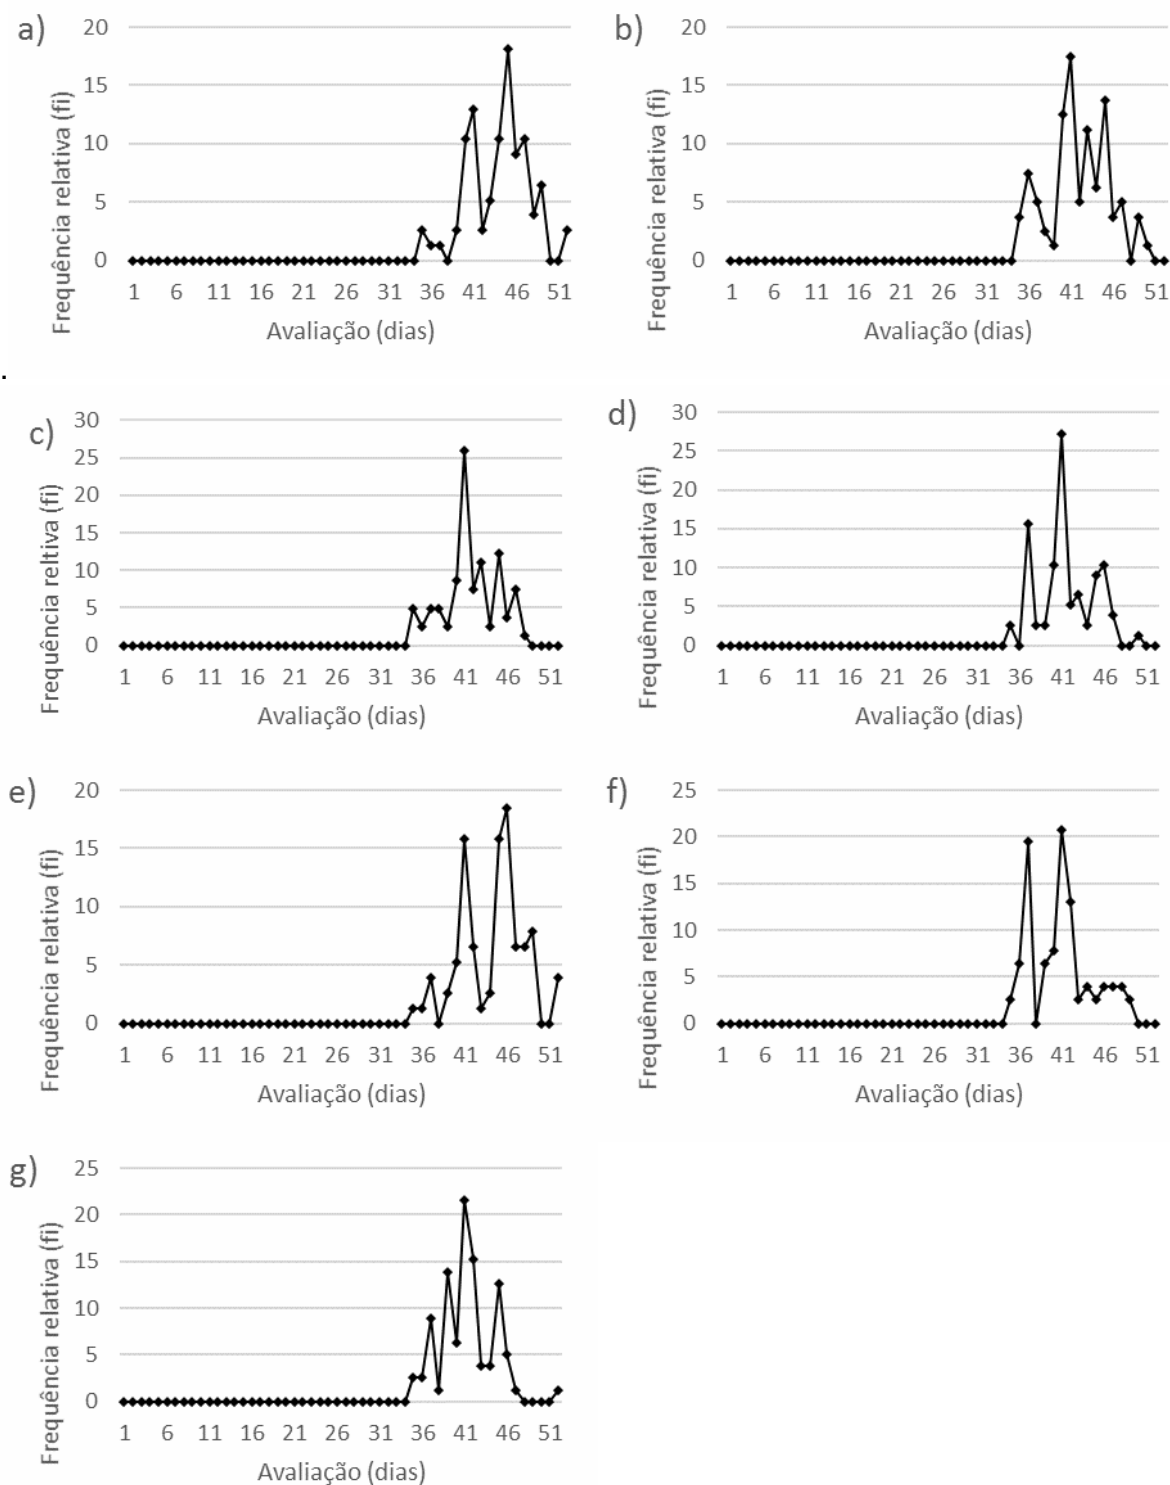 a)
20
15
10
5
0
Frequência relativa (fi)
1 6 11 16 21 26 31 36 41 46 51
Avaliação (dias)
b)
20
15
10
5
0
Frequência relativa (fi)
1 6 11 16 21 26 31 36 41 46 51
Avaliação (dias)
.
c)
30
25
20
15
10
5
0
Frequência reltiva (fi)
1 6 11 16 21 26 31 36 41 46 51
Avaliação (dias)
d)
30
25
20
15
10
5
0
Frequência relativa (fi)
1 6 11 16 21 26 31 36 41 46 51
Avaliação (dias)
e)
20
15
10
5
0
Frequência relativa (fi)
1 6 11 16 21 26 31 36 41 46 51
Avaliação (dias)
f)
25
20
15
10
5
0
Frequência relativa (fi)
1 6 11 16 21 26 31 36 41 46 51
Avaliação (dias)
g)
25
20
15
10
5
0
Frequência relativa (fi)
1 6 11 16 21 26 31 36 41 46 51
Avaliação (dias)